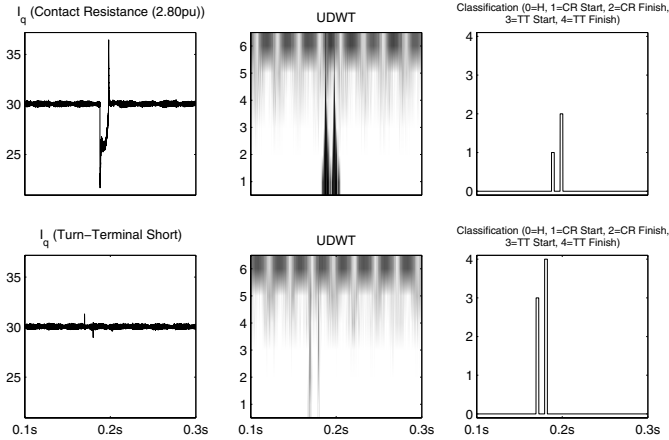 I_q (Contact Resistance (2.80pu))
UDWT
Classification (0=H, 1=CR Start, 2=CR Finish,
3=TT Start, 4=TT Finish)
30
25
6
5
4
3
2
1
4
3
2
1
0
I_q (Turn−Terminal Short)
UDWT
Classification (0=H, 1=CR Start, 2=CR Finish,
3=TT Start, 4=TT Finish)
35
30
25
6
5
4
3
2
1
4
3
2
1
0
0.1s 0.2s 0.3s
0.1s 0.2s 0.3s
0.1s 0.2s 0.3s